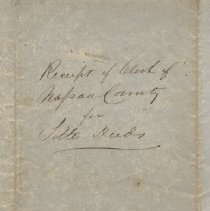 Receipt of Clerk of
Nassau County
for
Title Deeds